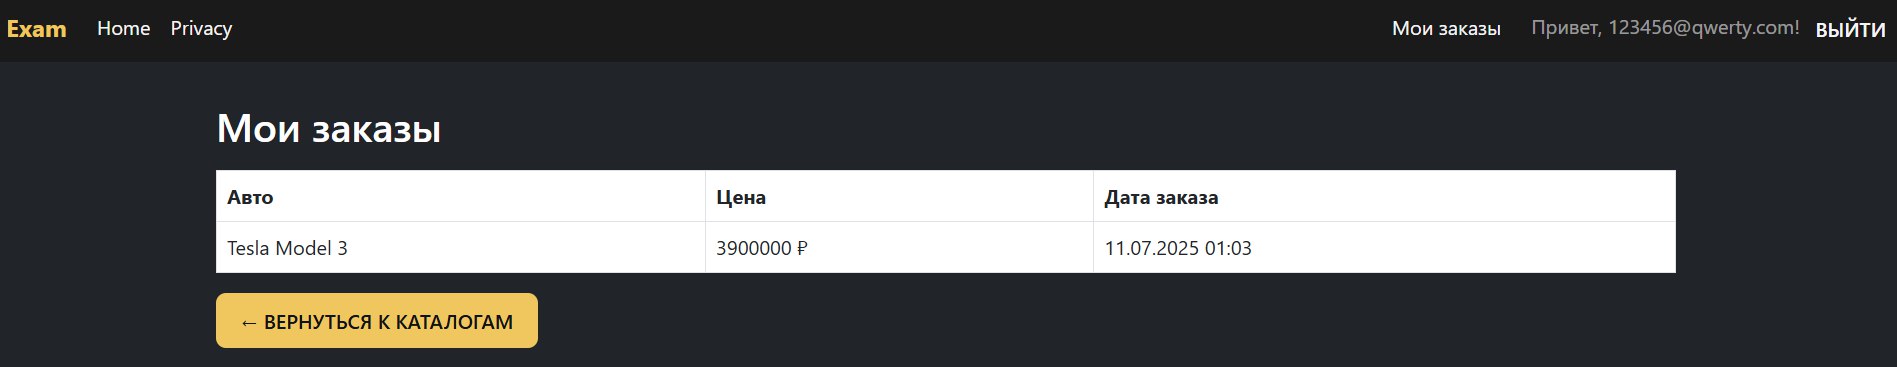 Exam Home Privacy Мои заказы Привет, 123456@qwerty.com! ВЫЙТИ
Мои заказы
Авто Цена Дата заказа
Tesla Model 3 3900000 ₽ 11.07.2025 01:03
← ВЕРНУТЬСЯ К КАТАЛОГАМ